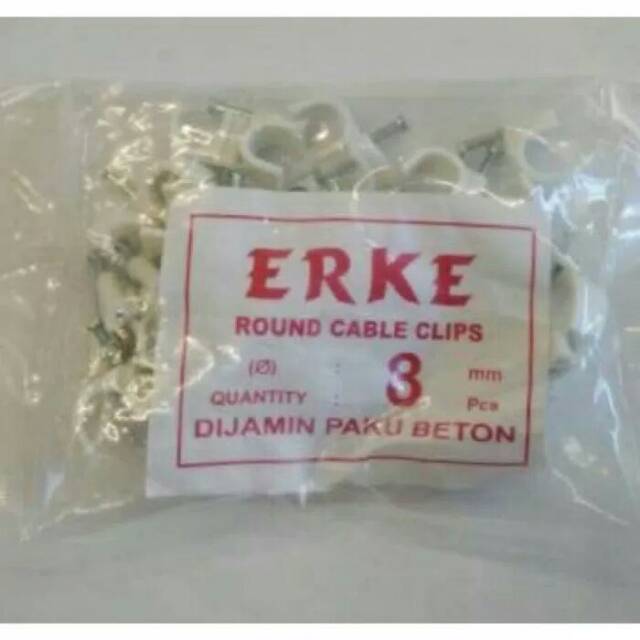 ERKE
ROUND CABLE CLIPS
(Ø) : 3 mm
QUANTITY : Pcs
DIJAMIN PAKU BETON